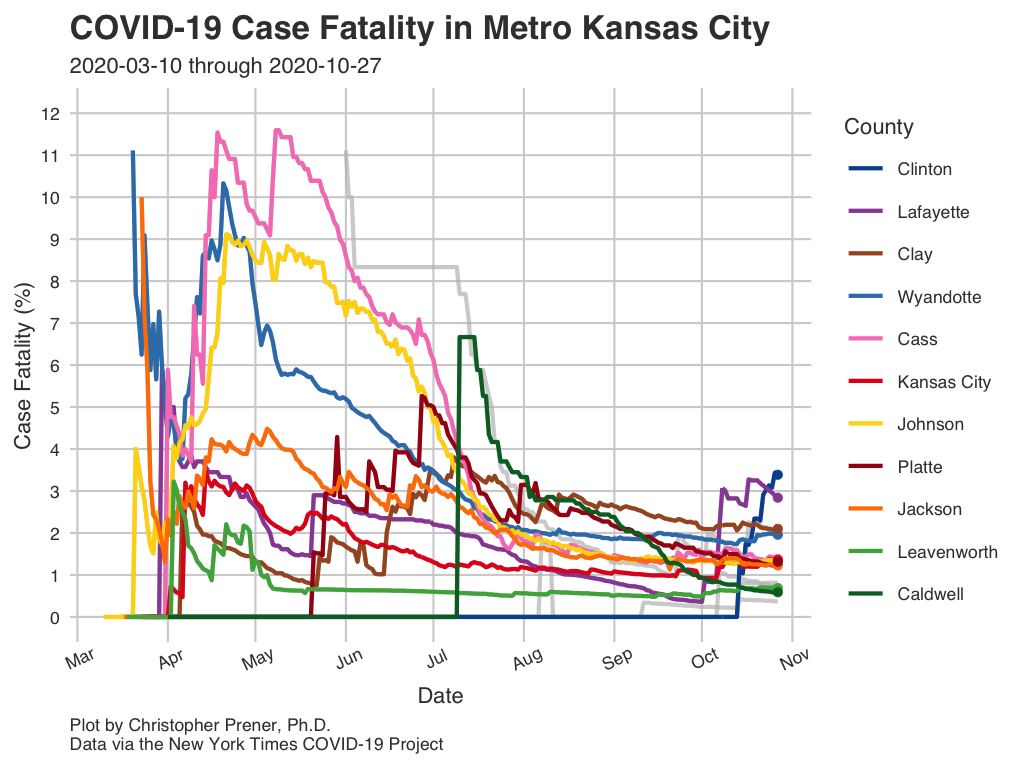 COVID-19 Case Fatality in Metro Kansas City
2020-03-10 through 2020-10-27
Case Fatality (%)
12
11
10
9
8
7
6
5
4
3
2
1
0
Mar
Apr
May
Jun
Jul
Aug
Sep
Oct
Nov
Date
County
Clinton
Lafayette
Clay
Wyandotte
Cass
Kansas City
Johnson
Platte
Jackson
Leavenworth
Caldwell
Plot by Christopher Prener, Ph.D.
Data via the New York Times COVID-19 Project